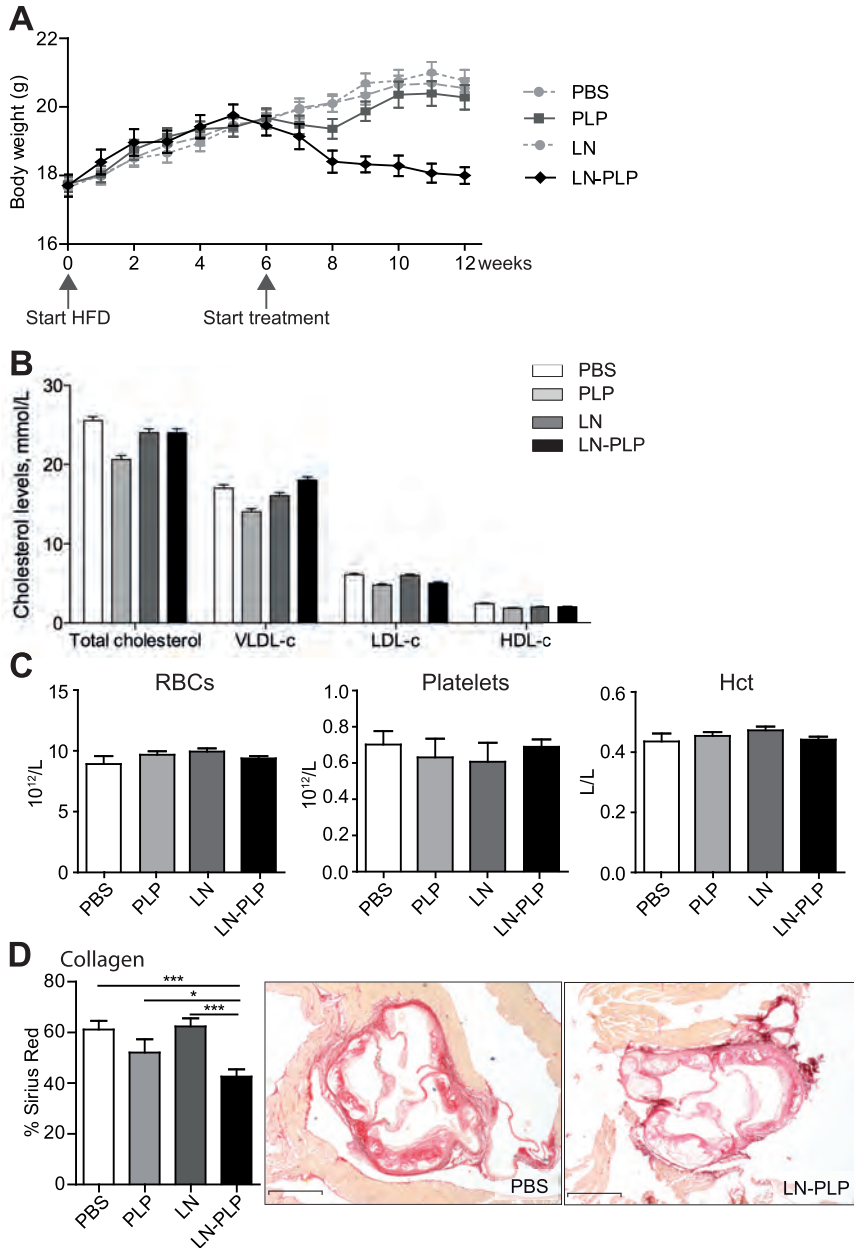 A
Body weight (g)
22
20
18
16
0 2 4 6 8 10 12 weeks
Start HFD
Start treatment
PBS
PLP
LN
LN-PLP
B
Cholesterol levels, mmol/L
30
20
10
0
Total cholesterol VLDL-c LDL-c HDL-c
PBS
PLP
LN
LN-PLP
C
RBCs
10¹²/L
15
10
5
0
PBS PLP LN LN-PLP
Platelets
10¹²/L
1.0
0.8
0.6
0.4
0.2
0.0
PBS PLP LN LN-PLP
Hct
L/L
0.6
0.4
0.2
0.0
PBS PLP LN LN-PLP
D
Collagen
% Sirius Red
80
60
40
20
0
***
*
***
PBS PLP LN LN-PLP
PBS
LN-PLP